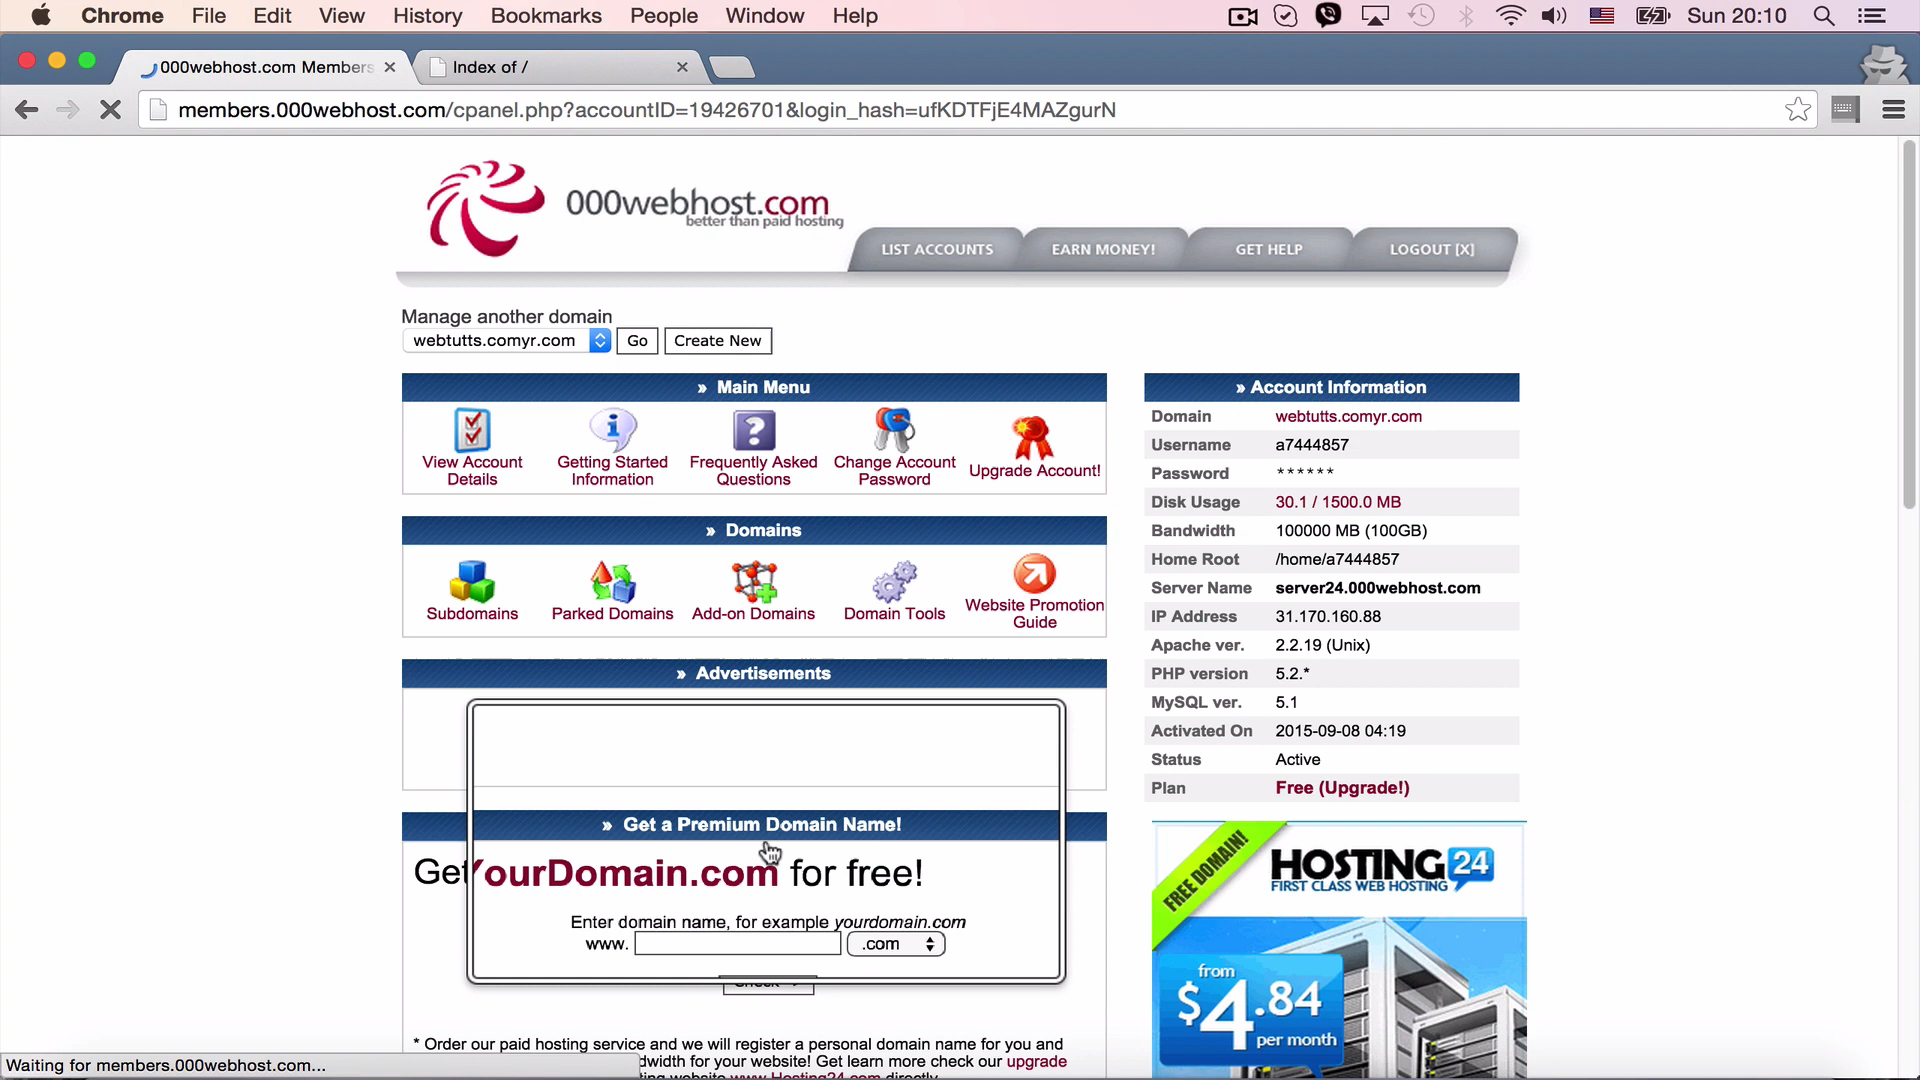 Chrome File Edit View History Bookmarks People Window Help Sun 20:10
000webhost.com Members
Index of /
members.000webhost.com/cpanel.php?accountID=19426701&login_hash=ufKDTFjE4MAZgurN
000webhost.com
better than paid hosting
LIST ACCOUNTS EARN MONEY! GET HELP LOGOUT [X]
Manage another domain
webtutts.comyr.com Go Create New
» Main Menu
View Account Details
Getting Started Information
Frequently Asked Questions
Change Account Password
Upgrade Account!
» Domains
Subdomains
Parked Domains
Add-on Domains
Domain Tools
Website Promotion Guide
» Advertisements
» Get a Premium Domain Name!
Get YourDomain.com for free!
Enter domain name, for example yourdomain.com
www. .com
* Order our paid hosting service and we will register a personal domain name for you and
dwidth for your website! Get learn more check our upgrade
ting website www.Hosting24.com directly.
» Account Information
Domain webtutts.comyr.com
Username a7444857
Password ******
Disk Usage 30.1 / 1500.0 MB
Bandwidth 100000 MB (100GB)
Home Root /home/a7444857
Server Name server24.000webhost.com
IP Address 31.170.160.88
Apache ver. 2.2.19 (Unix)
PHP version 5.2.*
MySQL ver. 5.1
Activated On 2015-09-08 04:19
Status Active
Plan Free (Upgrade!)
FREE DOMAIN!
HOSTING 24
FIRST CLASS WEB HOSTING
from
$4.84
per month
Waiting for members.000webhost.com...